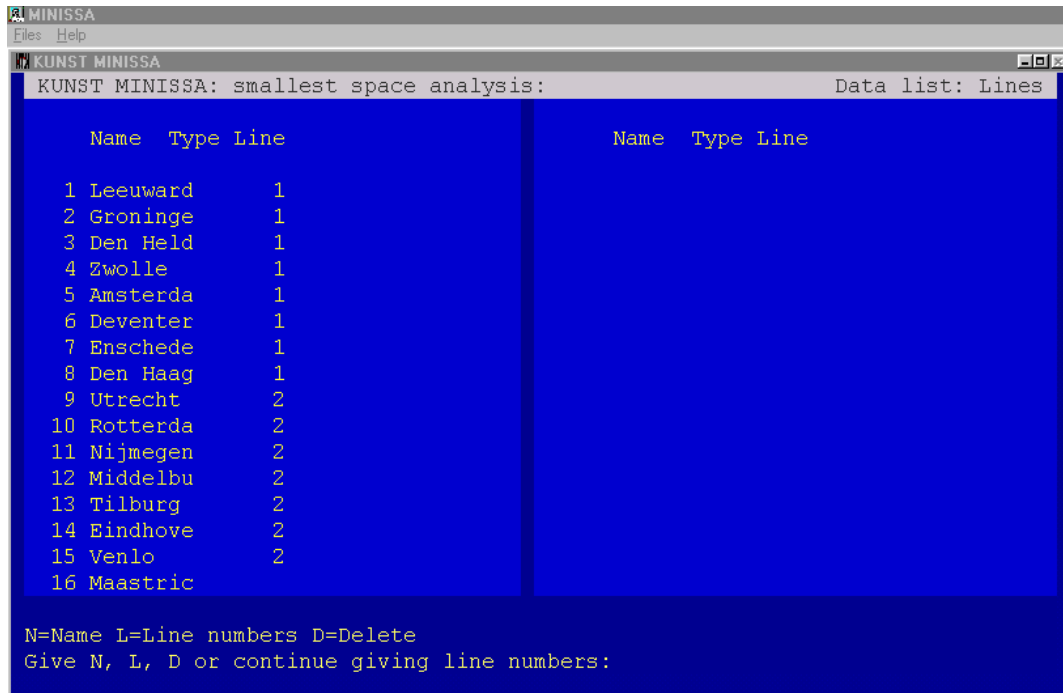 MINISSA
Files Help
KUNST MINISSA
KUNST MINISSA: smallest space analysis: Data list: Lines
Name Type Line Name Type Line
1 Leeuward 1
2 Groninge 1
3 Den Held 1
4 Zwolle 1
5 Amsterda 1
6 Deventer 1
7 Enschede 1
8 Den Haag 1
9 Utrecht 2
10 Rotterda 2
11 Nijmegen 2
12 Middelbu 2
13 Tilburg 2
14 Eindhove 2
15 Venlo 2
16 Maastric
N=Name L=Line numbers D=Delete
Give N, L, D or continue giving line numbers: